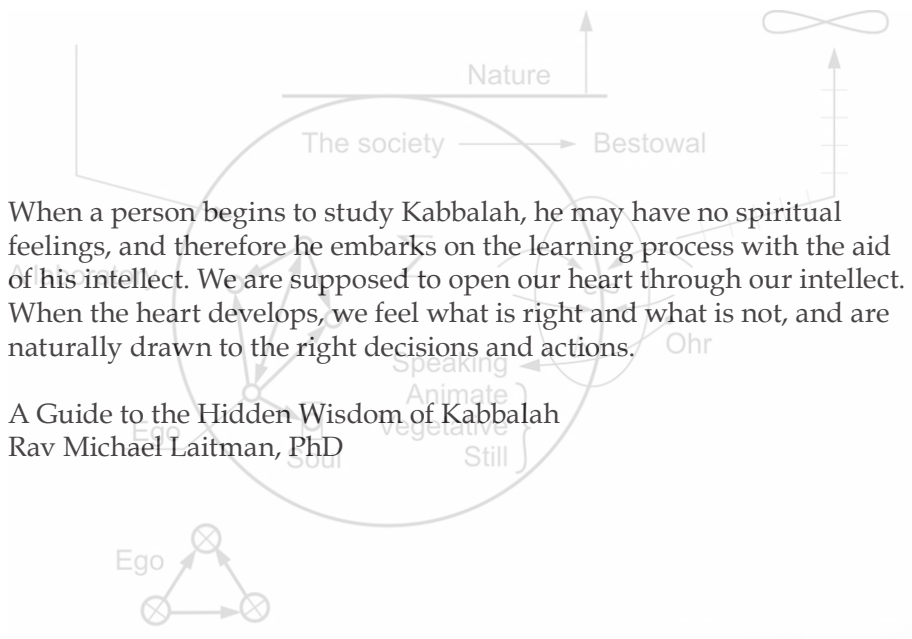 Nature
The society
Bestowal
When a person begins to study Kabbalah, he may have no spiritual
feelings, and therefore he embarks on the learning process with the aid
of his intellect. We are supposed to open our heart through our intellect.
When the heart develops, we feel what is right and what is not, and are
naturally drawn to the right decisions and actions.
Ohr
Speaking
Animate
Vegetative
Still
A Guide to the Hidden Wisdom of Kabbalah
Rav Michael Laitman, PhD
Ego
Soul
Ego